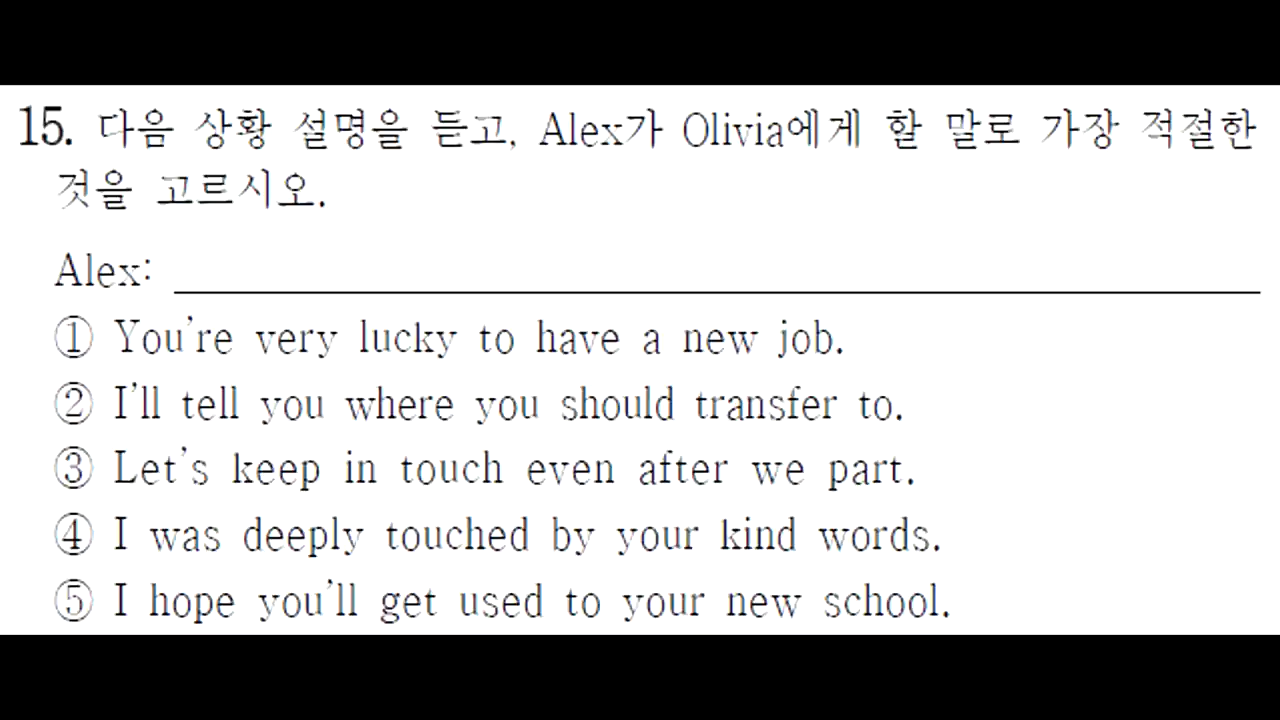 15. 다음 상황 설명을 듣고, Alex가 Olivia에게 할 말로 가장 적절한
것을 고르시오.
Alex: ______________________________
① You're very lucky to have a new job.
② I'll tell you where you should transfer to.
③ Let's keep in touch even after we part.
④ I was deeply touched by your kind words.
⑤ I hope you'll get used to your new school.